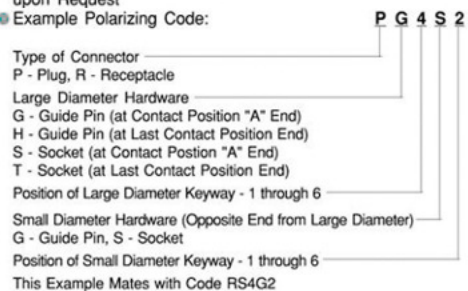 upon Request
Example Polarizing Code: P G 4 S 2
Type of Connector
P - Plug, R - Receptacle
Large Diameter Hardware
G - Guide Pin (at Contact Position "A" End)
H - Guide Pin (at Last Contact Position End)
S - Socket (at Contact Postion "A" End)
T - Socket (at Last Contact Position End)
Position of Large Diameter Keyway - 1 through 6
Small Diameter Hardware (Opposite End from Large Diameter)
G - Guide Pin, S - Socket
Position of Small Diameter Keyway - 1 through 6
This Example Mates with Code RS4G2